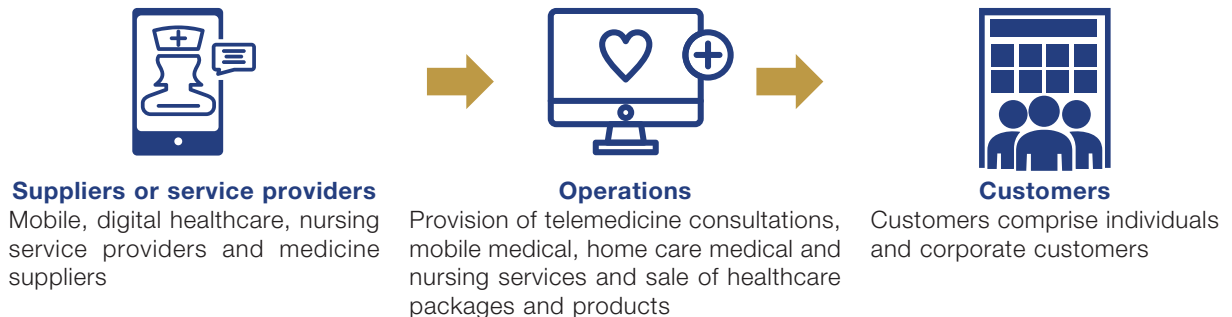 Suppliers or service providers
Mobile, digital healthcare, nursing
service providers and medicine
suppliers
Operations
Provision of telemedicine consultations,
mobile medical, home care medical and
nursing services and sale of healthcare
packages and products
Customers
Customers comprise individuals
and corporate customers